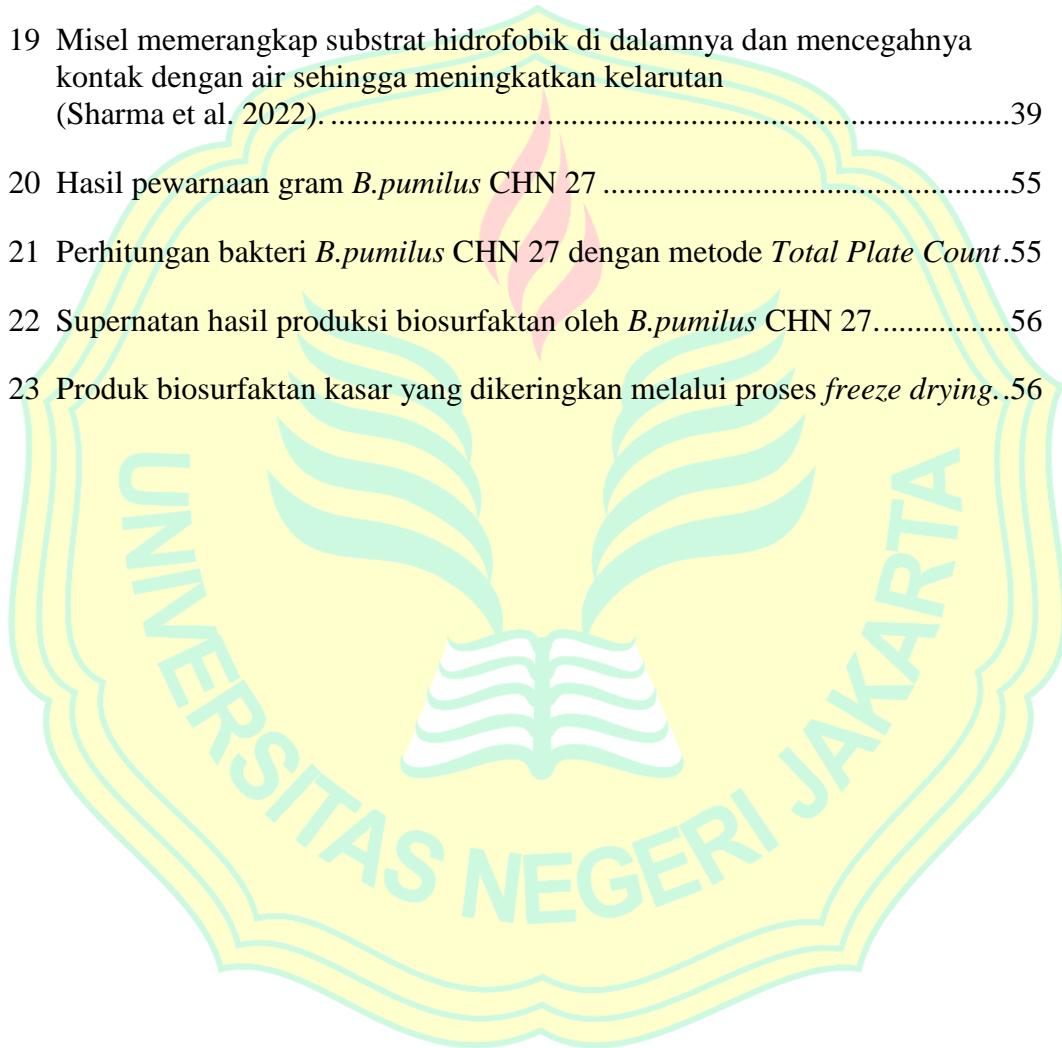 19 Misel memerangkap substrat hidrofobik di dalamnya dan mencegahnya
kontak dengan air sehingga meningkatkan kelarutan
(Sharma et al. 2022). ........................................................................39
20 Hasil pewarnaan gram B.pumilus CHN 27 ..............................................55
21 Perhitungan bakteri B.pumilus CHN 27 dengan metode Total Plate Count.55
22 Supernatan hasil produksi biosurfaktan oleh B.pumilus CHN 27................56
23 Produk biosurfaktan kasar yang dikeringkan melalui proses freeze drying..56
UNIVERSITAS NEGERI JAKARTA